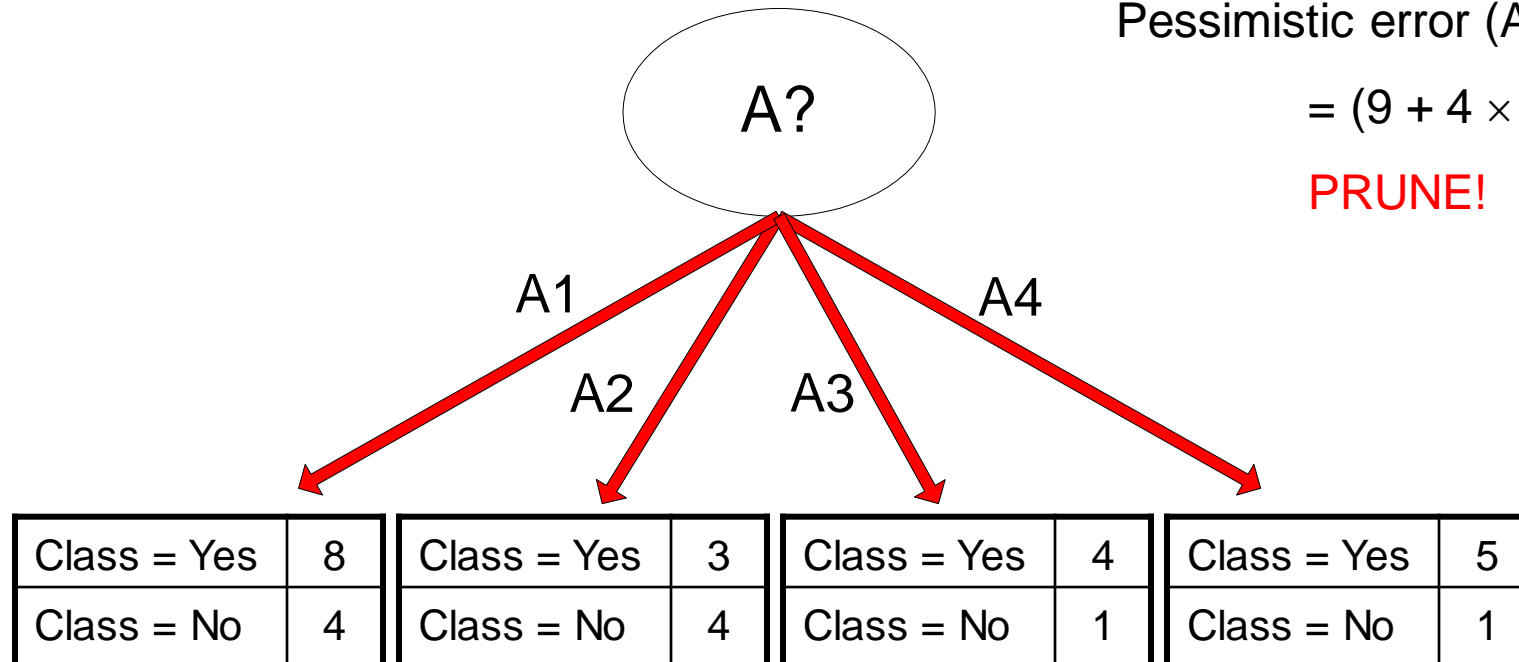 Pessimistic error (A
A?
= (9 + 4 ×
PRUNE!
A1
A4
A2
A3
Class = Yes 8 Class = Yes 3 Class = Yes 4 Class = Yes 5
Class = No 4 Class = No 4 Class = No 1 Class = No 1